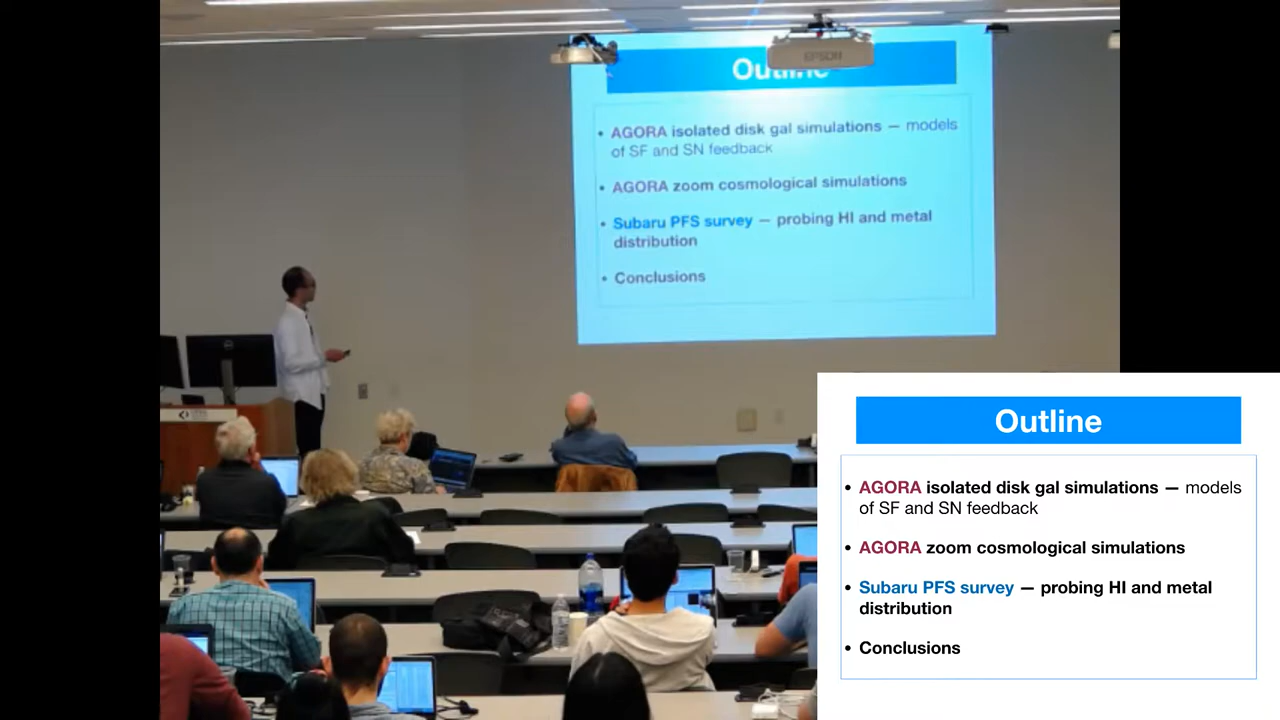 Outline
EPSON
• AGORA isolated disk gal simulations — models
of SF and SN feedback
• AGORA zoom cosmological simulations
• Subaru PFS survey — probing HI and metal
distribution
• Conclusions
Outline
• AGORA isolated disk gal simulations — models
of SF and SN feedback
• AGORA zoom cosmological simulations
• Subaru PFS survey — probing HI and metal
distribution
• Conclusions